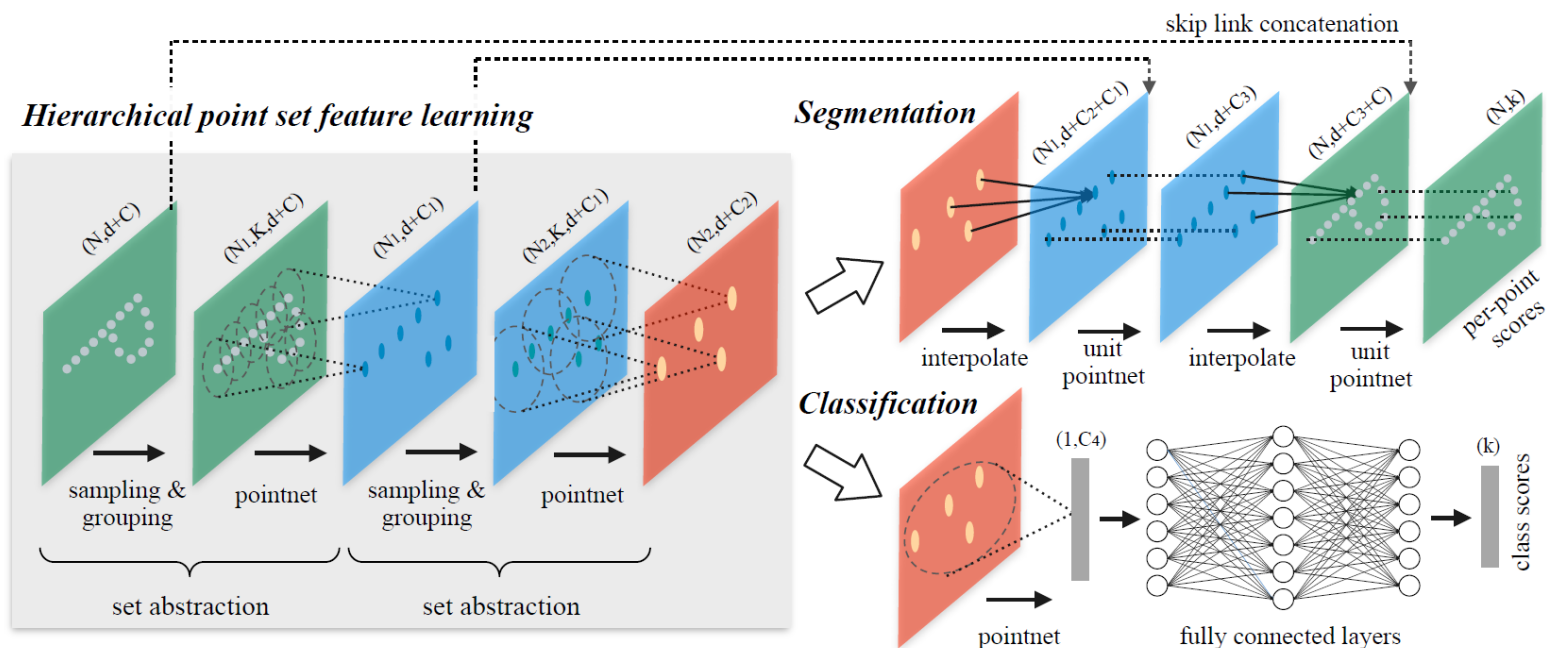 skip link concatenation
Hierarchical point set feature learning
(N,d+C)
(N1,K,d+C)
(N1,d+C1)
(N2,K,d+C1)
(N2,d+C2)
sampling &
grouping
pointnet
sampling &
grouping
pointnet
set abstraction
set abstraction
Segmentation
(N1,d+C2+C1)
(N1,d+C3)
(N,d+C3+C)
(N,k)
per-point
scores
interpolate
unit
pointnet
interpolate
unit
pointnet
Classification
(1,C4)
(k)
class scores
pointnet
fully connected layers